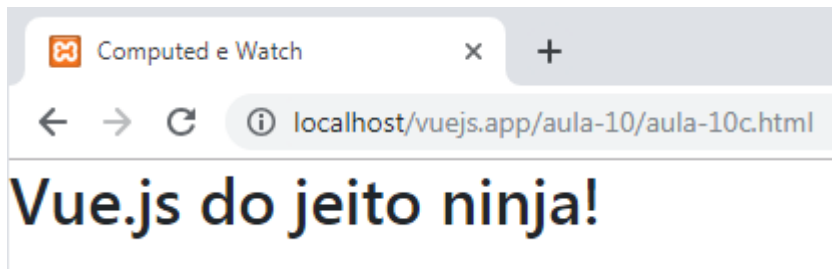 Computed e Watch
localhost/vuejs.app/aula-10/aula-10c.html
Vue.js do jeito ninja!